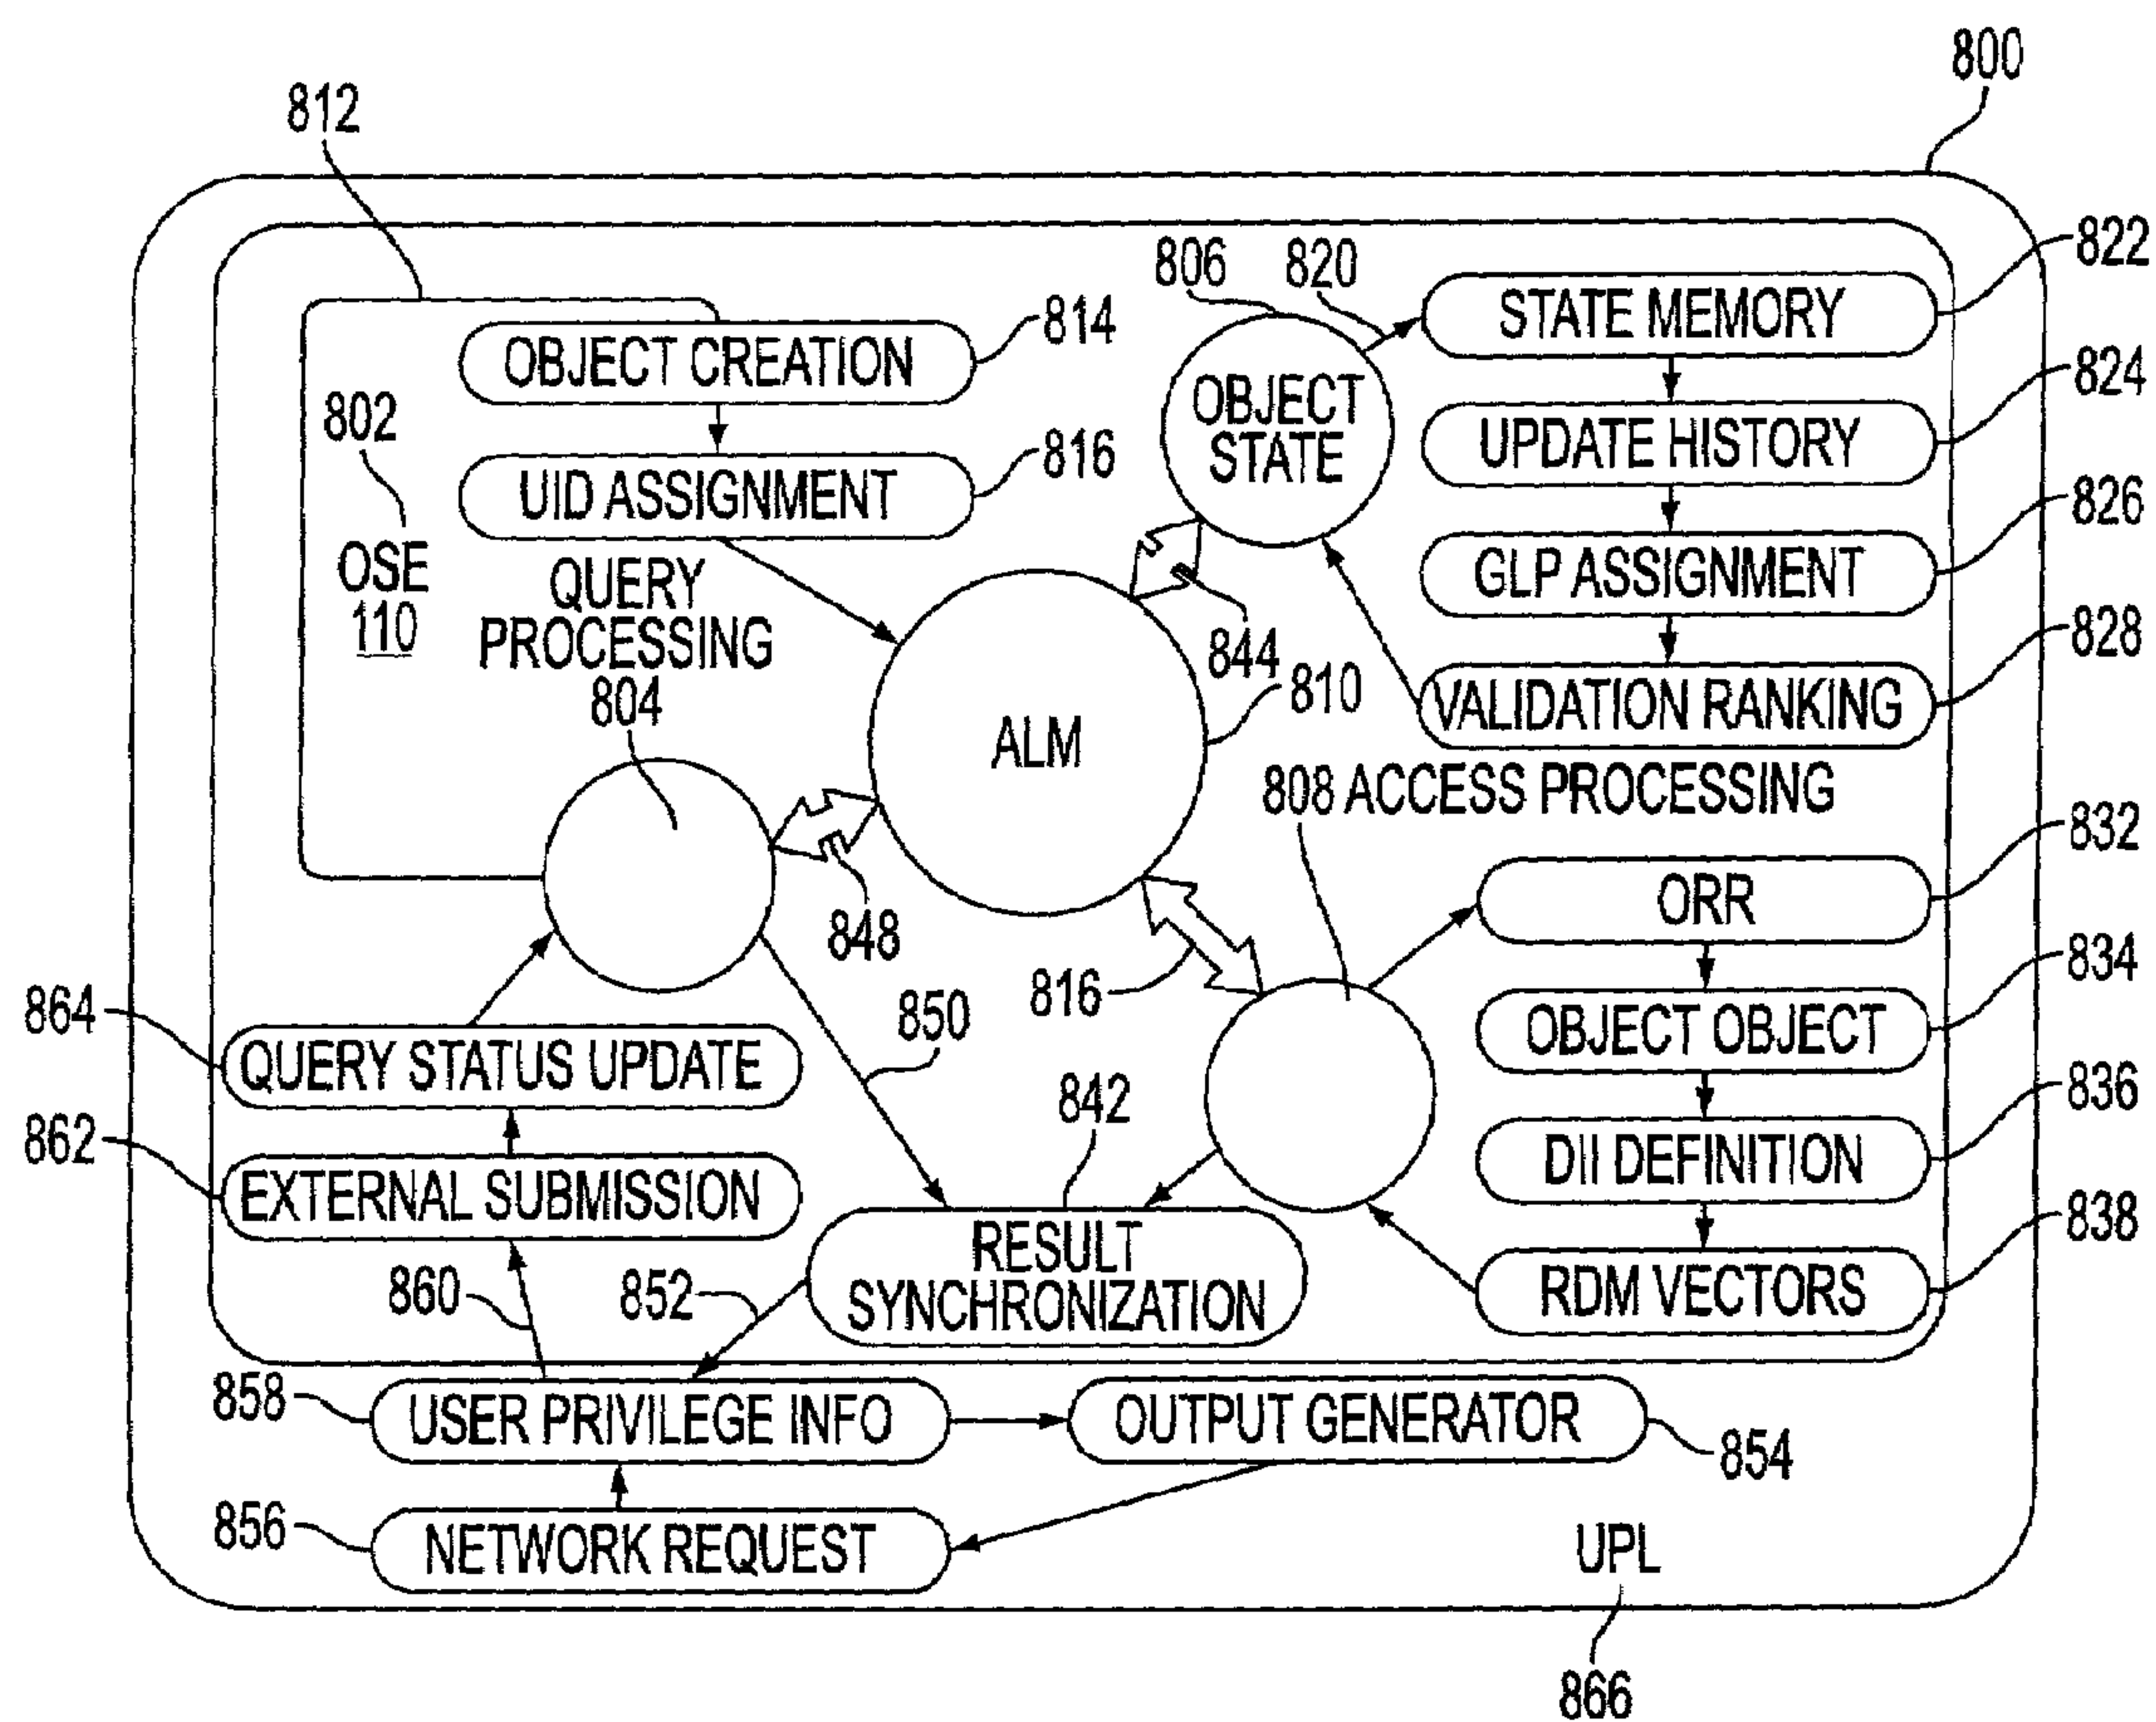 800
812
822
806
820
STATE MEMORY
814
OBJECT CREATION
824
802
OBJECT
STATE
UPDATE HISTORY
816
UID ASSIGNMENT
826
OSE
110
QUERY
PROCESSING
804
GLP ASSIGNMENT
844
828
810
VALIDATION RANKING
ALM
808 ACCESS PROCESSING
832
ORR
848
834
816
864
850
OBJECT OBJECT
QUERY STATUS UPDATE
842
836
862
DII DEFINITION
EXTERNAL SUBMISSION
838
RESULT
SYNCHRONIZATION
860
852
RDM VECTORS
858
USER PRIVILEGE INFO
OUTPUT GENERATOR
854
856
NETWORK REQUEST
UPL
866